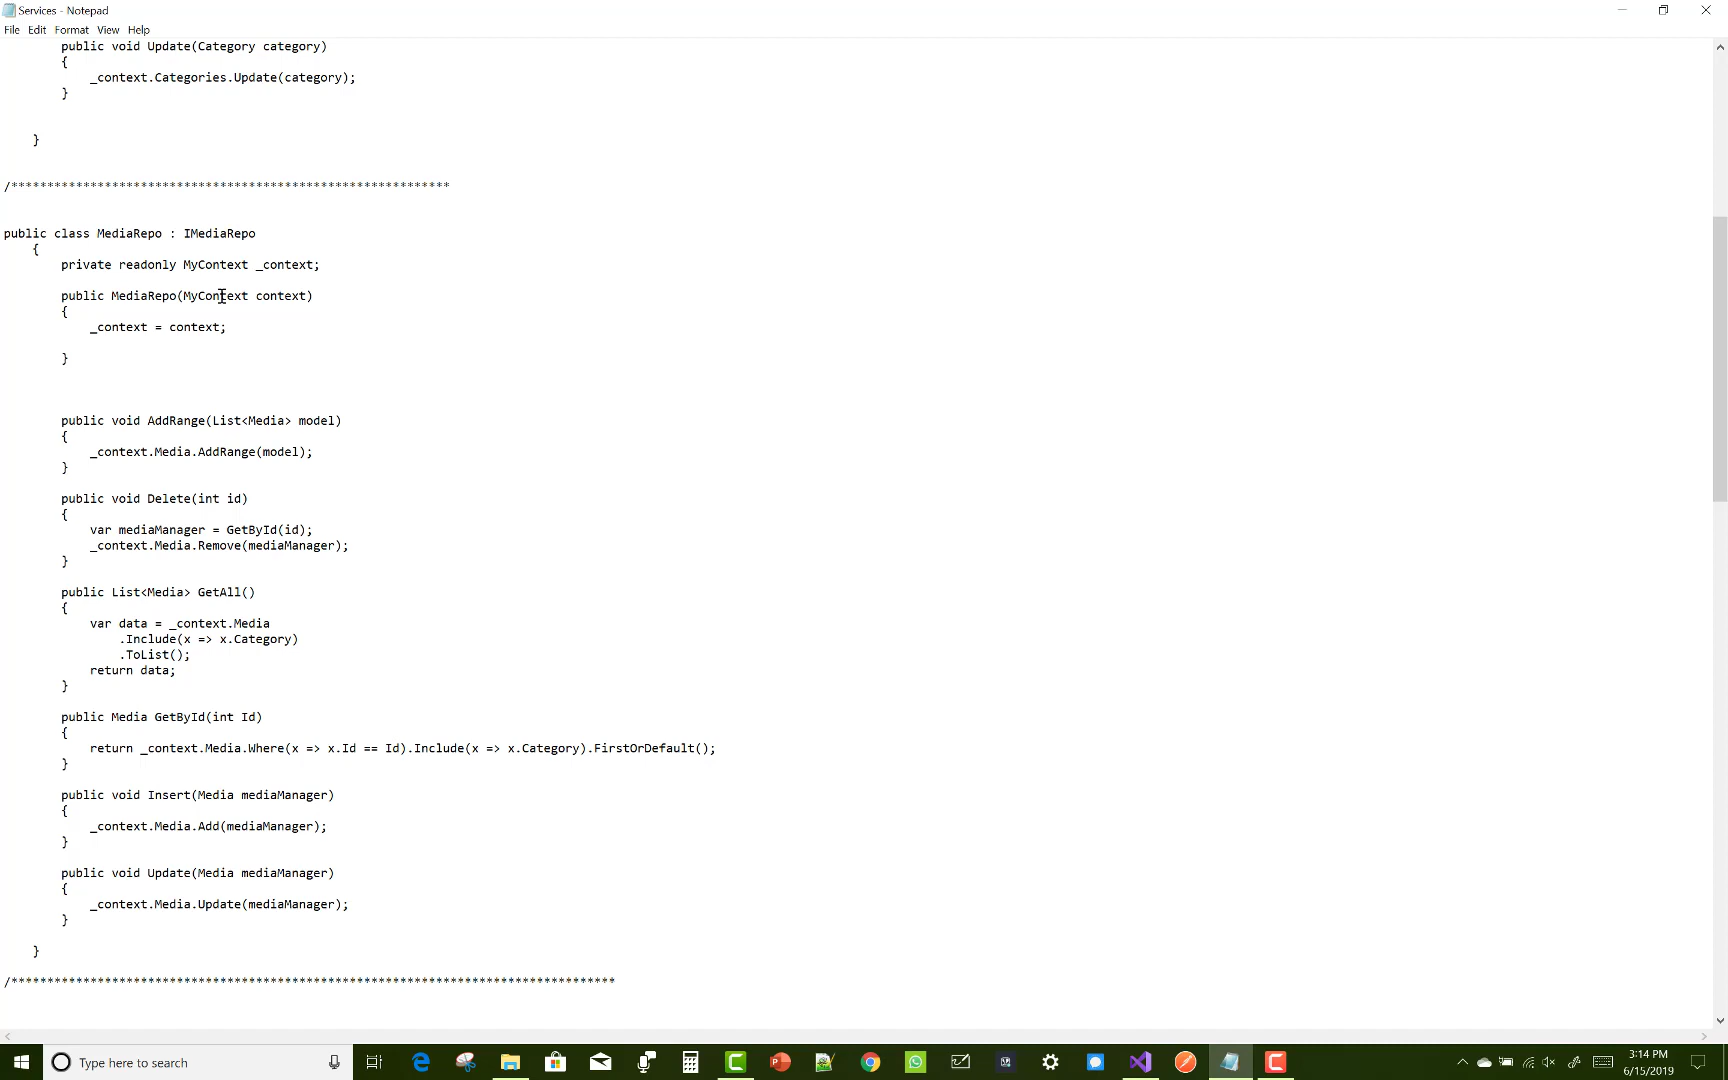 Services - Notepad
File Edit Format View Help
public void Update(Category category)
{
_context.Categories.Update(category);
}
}
/*************************************************************
public class MediaRepo : IMediaRepo
{
private readonly MyContext _context;
public MediaRepo(MyContext context)
{
_context = context;
}
public void AddRange(List<Media> model)
{
_context.Media.AddRange(model);
}
public void Delete(int id)
{
var mediaManager = GetById(id);
_context.Media.Remove(mediaManager);
}
public List<Media> GetAll()
{
var data = _context.Media
.Include(x => x.Category)
.ToList();
return data;
}
public Media GetById(int Id)
{
return _context.Media.Where(x => x.Id == Id).Include(x => x.Category).FirstOrDefault();
}
public void Insert(Media mediaManager)
{
_context.Media.Add(mediaManager);
}
public void Update(Media mediaManager)
{
_context.Media.Update(mediaManager);
}
}
/************************************************************************************
Type here to search
3:14 PM
6/15/2019